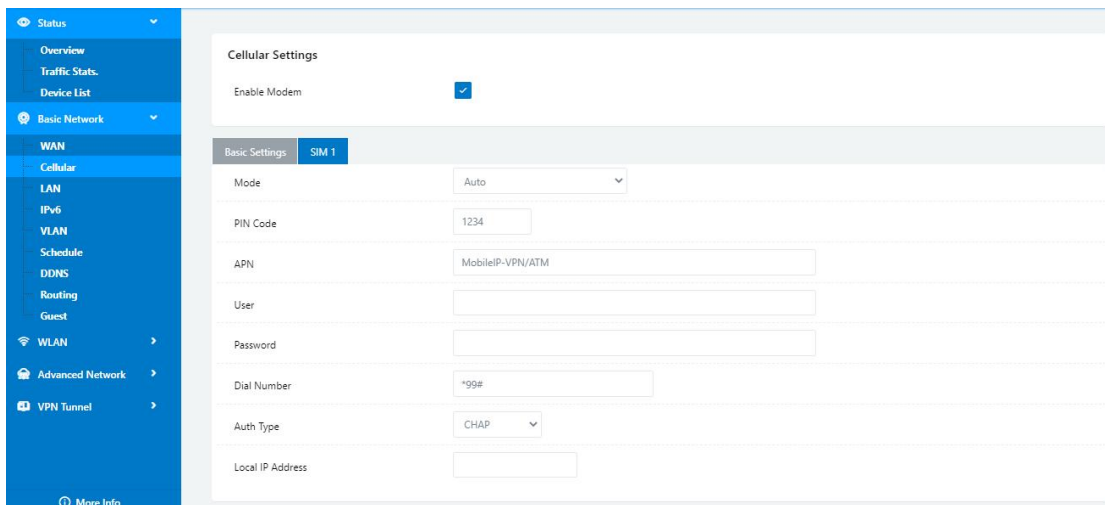 Status
Overview
Traffic Stats.
Device List
Basic Network
WAN
Cellular
LAN
IPv6
VLAN
Schedule
DDNS
Routing
Guest
WLAN
Advanced Network
VPN Tunnel
More Info
Cellular Settings
Enable Modem
Basic Settings SIM 1
Mode Auto
PIN Code 1234
APN MobileIP-VPN/ATM
User
Password
Dial Number *99#
Auth Type CHAP
Local IP Address